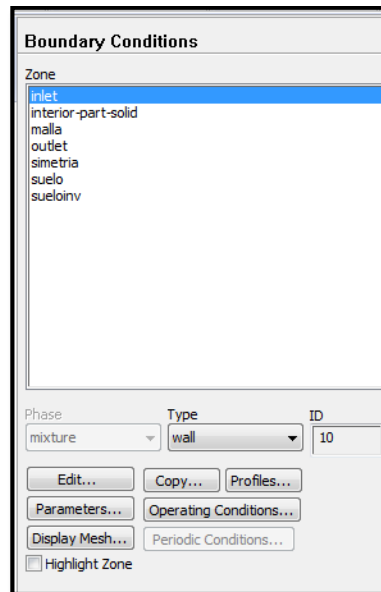 Boundary Conditions
Zone
inlet
interior-part-solid
malla
outlet
simetria
suelo
sueloinv
Phase Type ID
mixture wall 10
Edit... Copy... Profiles...
Parameters... Operating Conditions...
Display Mesh... Periodic Conditions...
Highlight Zone